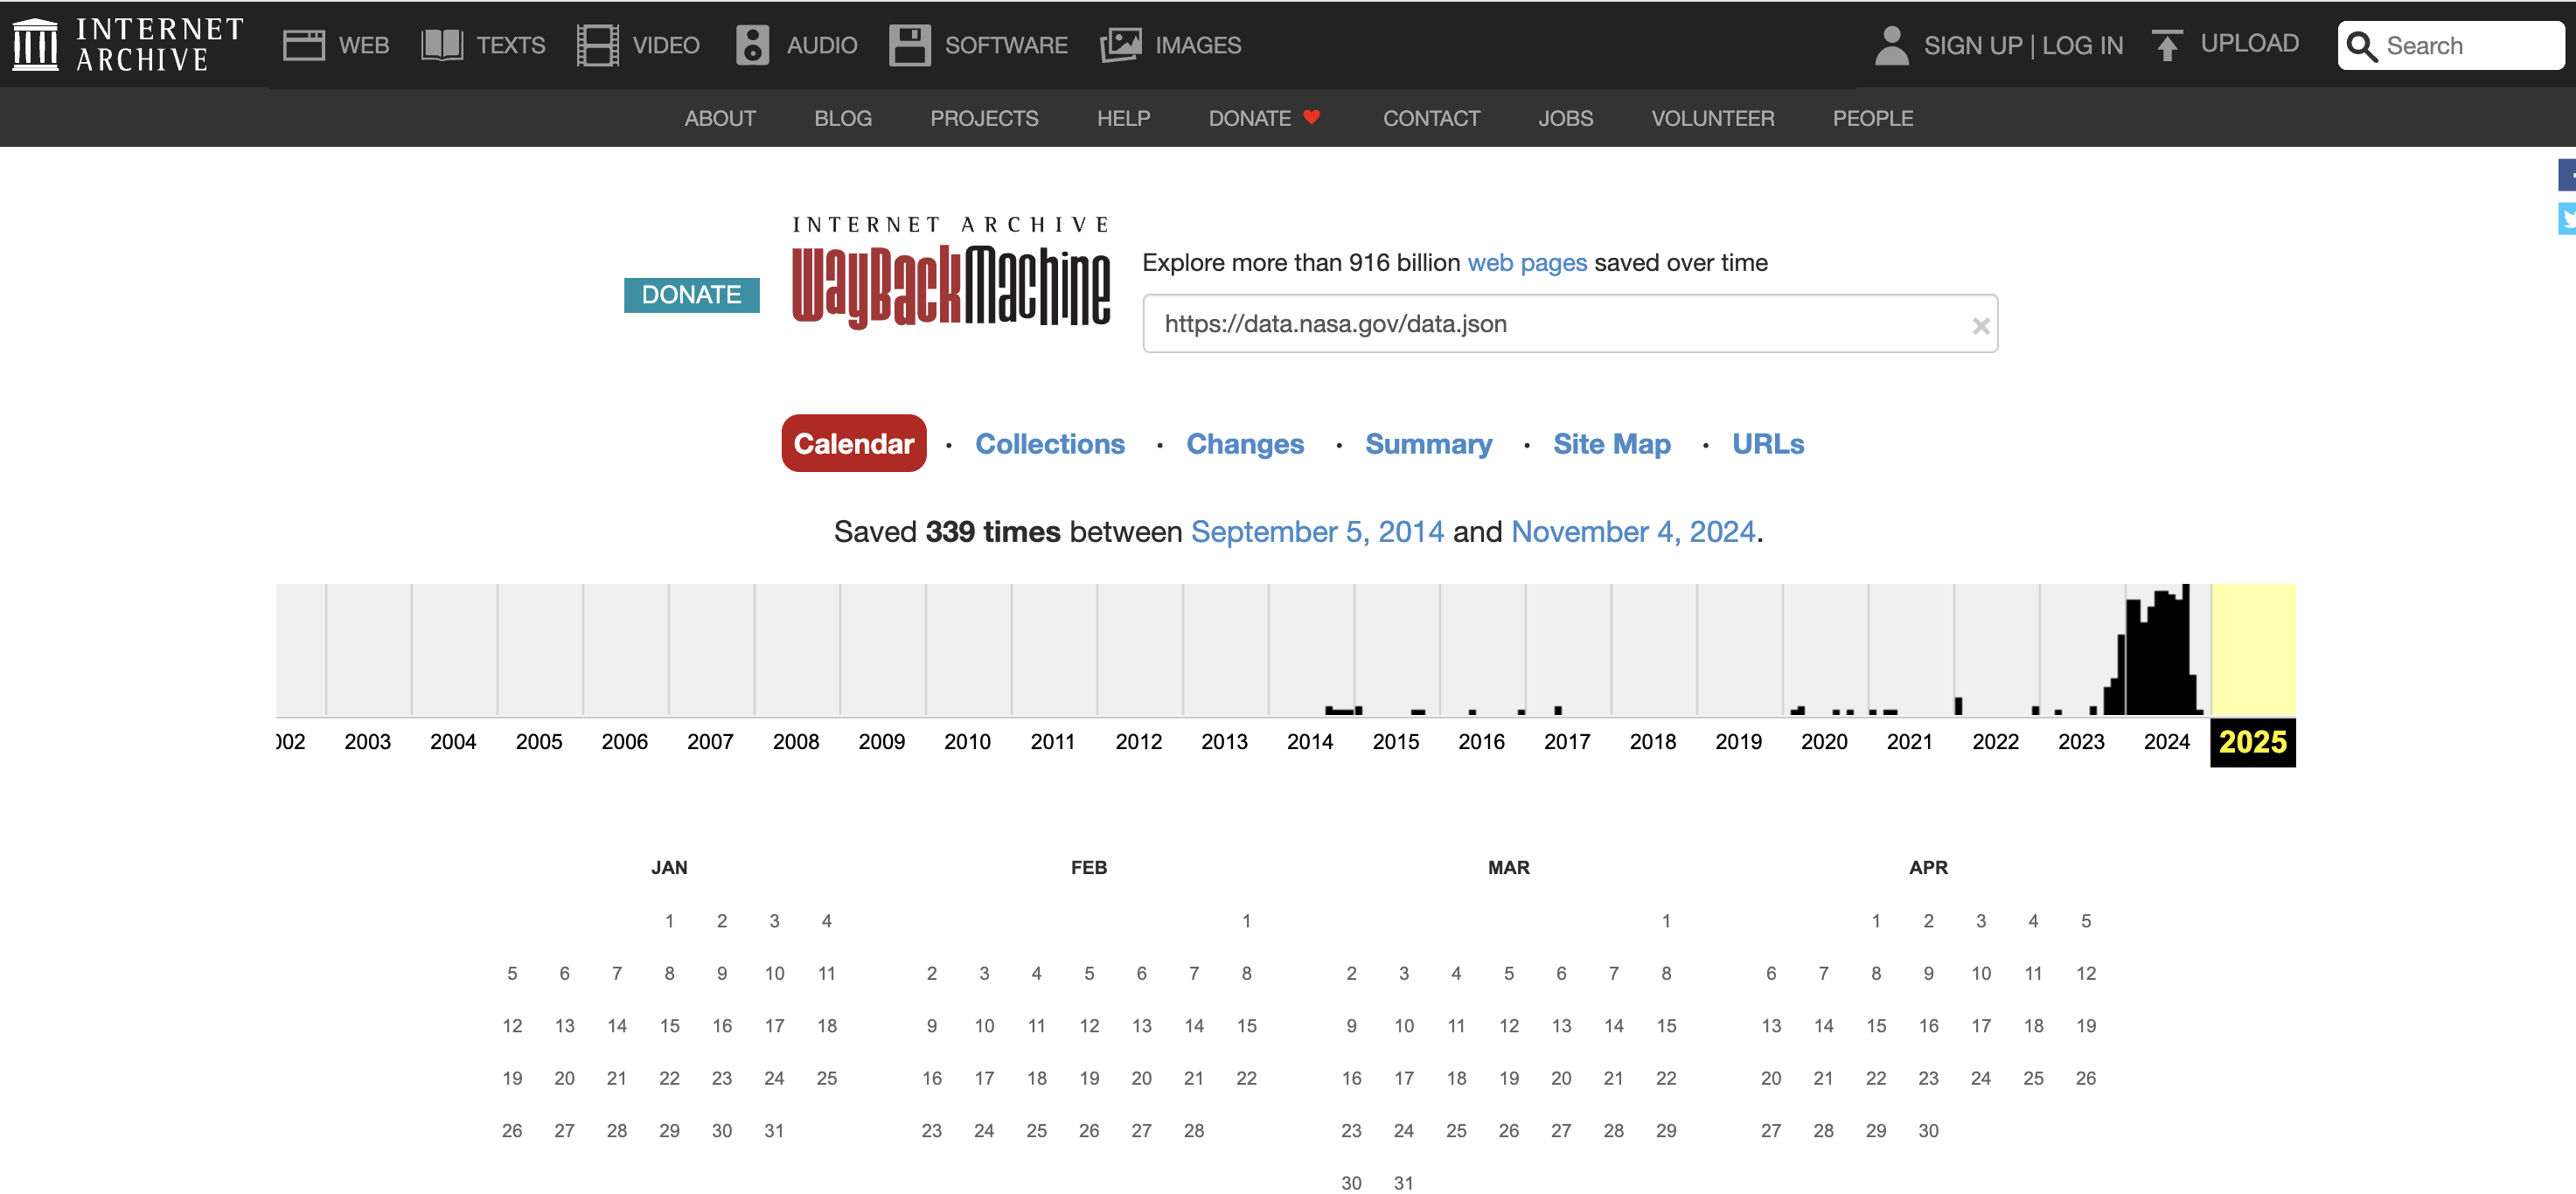 INTERNET ARCHIVE WEB TEXTS VIDEO AUDIO SOFTWARE IMAGES SIGN UP | LOG IN UPLOAD Search
ABOUT BLOG PROJECTS HELP DONATE CONTACT JOBS VOLUNTEER PEOPLE
INTERNET ARCHIVE
WayBackMachine
DONATE
Explore more than 916 billion web pages saved over time
https://data.nasa.gov/data.json
Calendar · Collections · Changes · Summary · Site Map · URLs
Saved 339 times between September 5, 2014 and November 4, 2024.
002 2003 2004 2005 2006 2007 2008 2009 2010 2011 2012 2013 2014 2015 2016 2017 2018 2019 2020 2021 2022 2023 2024 2025
JAN
1 2 3 4
5 6 7 8 9 10 11
12 13 14 15 16 17 18
19 20 21 22 23 24 25
26 27 28 29 30 31
FEB
1
2 3 4 5 6 7 8
9 10 11 12 13 14 15
16 17 18 19 20 21 22
23 24 25 26 27 28
MAR
1
2 3 4 5 6 7 8
9 10 11 12 13 14 15
16 17 18 19 20 21 22
23 24 25 26 27 28 29
30 31
APR
1 2 3 4 5
6 7 8 9 10 11 12
13 14 15 16 17 18 19
20 21 22 23 24 25 26
27 28 29 30